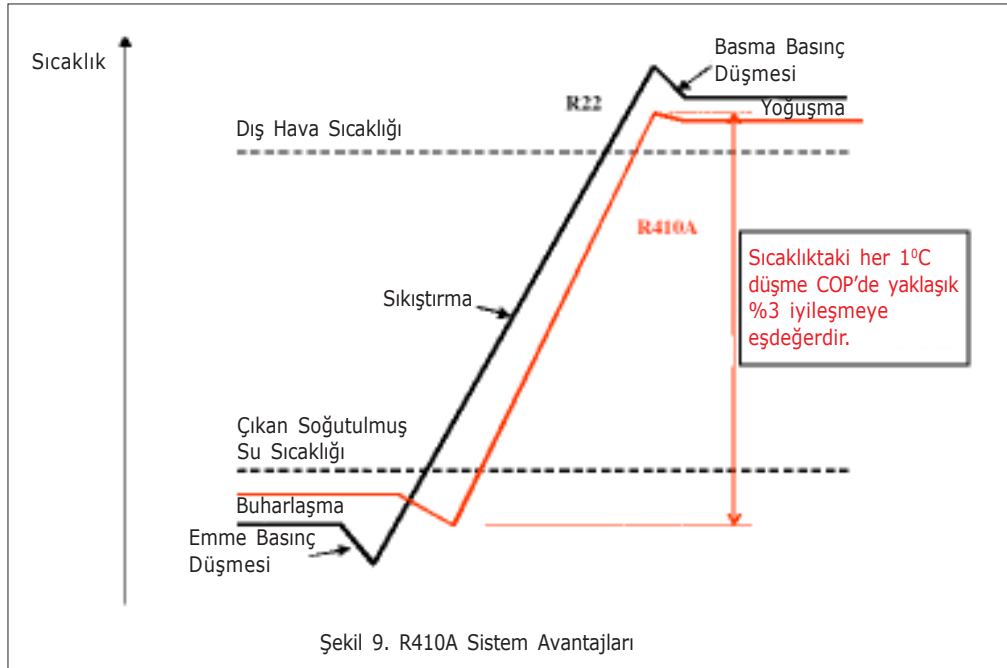 Sıcaklık
Basma Basınç
Düşmesi
R22
Yoğuşma
Dış Hava Sıcaklığı
R410A
Sıcaklıktaki her 1⁰C
düşme COP'de yaklaşık
%3 iyileşmeye
eşdeğerdir.
Sıkıştırma
Çıkan Soğutulmuş
Su Sıcaklığı
Buharlaşma
Emme Basınç
Düşmesi
Şekil 9. R410A Sistem Avantajları